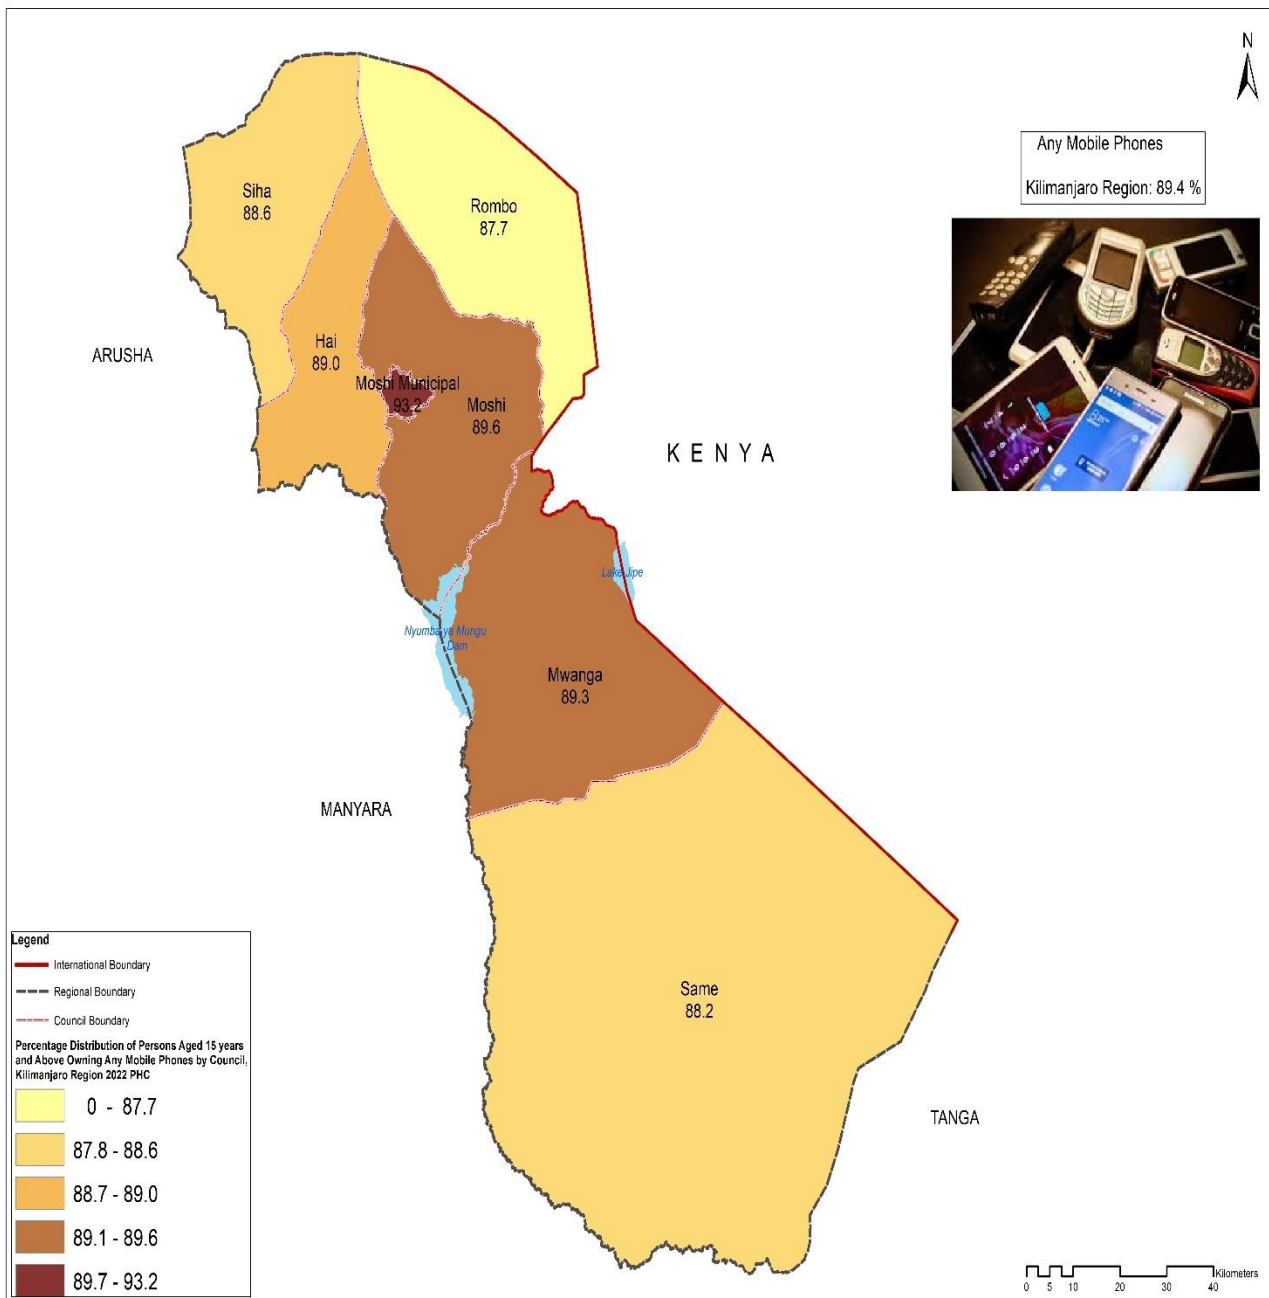 N
Any Mobile Phones
Kilimanjaro Region: 89.4 %
Siha
88.6
Rombo
87.7
Hai
89.0
ARUSHA
Moshi Municipal
93.2
Moshi
89.6
KENYA
Lake Jipe
Nyumba ya Mungu
Dam
Mwanga
89.3
MANYARA
Same
88.2
TANGA
Legend
International Boundary
Regional Boundary
Council Boundary
Percentage Distribution of Persons Aged 15 years
and Above Owning Any Mobile Phones by Council,
Kilimanjaro Region 2022 PHC
0 - 87.7
87.8 - 88.6
88.7 - 89.0
89.1 - 89.6
89.7 - 93.2
Kilometers
0 5 10 20 30 40